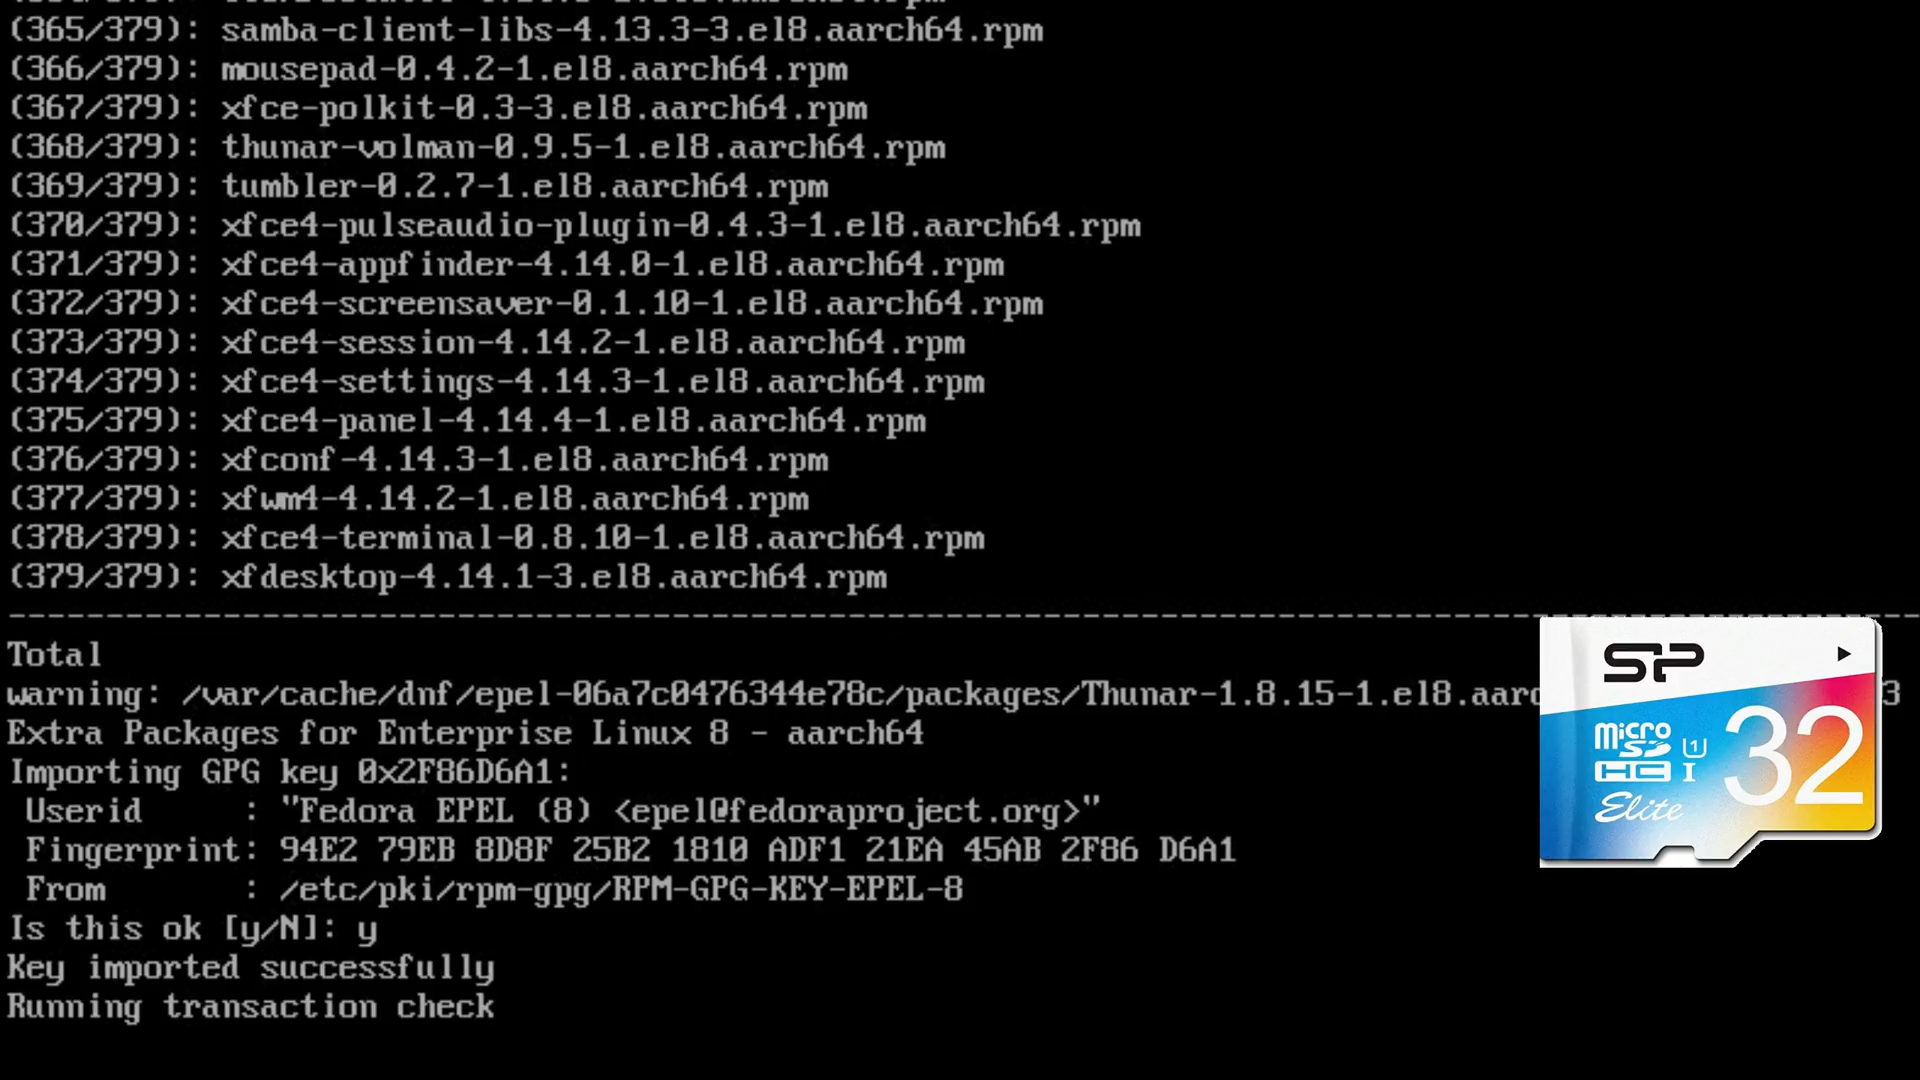 (365/379): samba-client-libs-4.13.3-3.el8.aarch64.rpm
(366/379): mousepad-0.4.2-1.el8.aarch64.rpm
(367/379): xfce-polkit-0.3-3.el8.aarch64.rpm
(368/379): thunar-volman-0.9.5-1.el8.aarch64.rpm
(369/379): tumbler-0.2.7-1.el8.aarch64.rpm
(370/379): xfce4-pulseaudio-plugin-0.4.3-1.el8.aarch64.rpm
(371/379): xfce4-appfinder-4.14.0-1.el8.aarch64.rpm
(372/379): xfce4-screensaver-0.1.10-1.el8.aarch64.rpm
(373/379): xfce4-session-4.14.2-1.el8.aarch64.rpm
(374/379): xfce4-settings-4.14.3-1.el8.aarch64.rpm
(375/379): xfce4-panel-4.14.4-1.el8.aarch64.rpm
(376/379): xfconf-4.14.3-1.el8.aarch64.rpm
(377/379): xfwm4-4.14.2-1.el8.aarch64.rpm
(378/379): xfce4-terminal-0.8.10-1.el8.aarch64.rpm
(379/379): xfdesktop-4.14.1-3.el8.aarch64.rpm
--------------------------------------------------------------------------------------------------
Total
warning: /var/cache/dnf/epel-06a7c0476344e78c/packages/Thunar-1.8.15-1.el8.aarc 3
Extra Packages for Enterprise Linux 8 - aarch64
Importing GPG key 0x2F86D6A1:
 Userid     : "Fedora EPEL (8) <epel@fedoraproject.org>"
 Fingerprint: 94E2 79EB 8D8F 25B2 1810 ADF1 21EA 45AB 2F86 D6A1
 From       : /etc/pki/rpm-gpg/RPM-GPG-KEY-EPEL-8
Is this ok [y/N]: y
Key imported successfully
Running transaction check
SP
micro SD HC U1 I 32
Elite